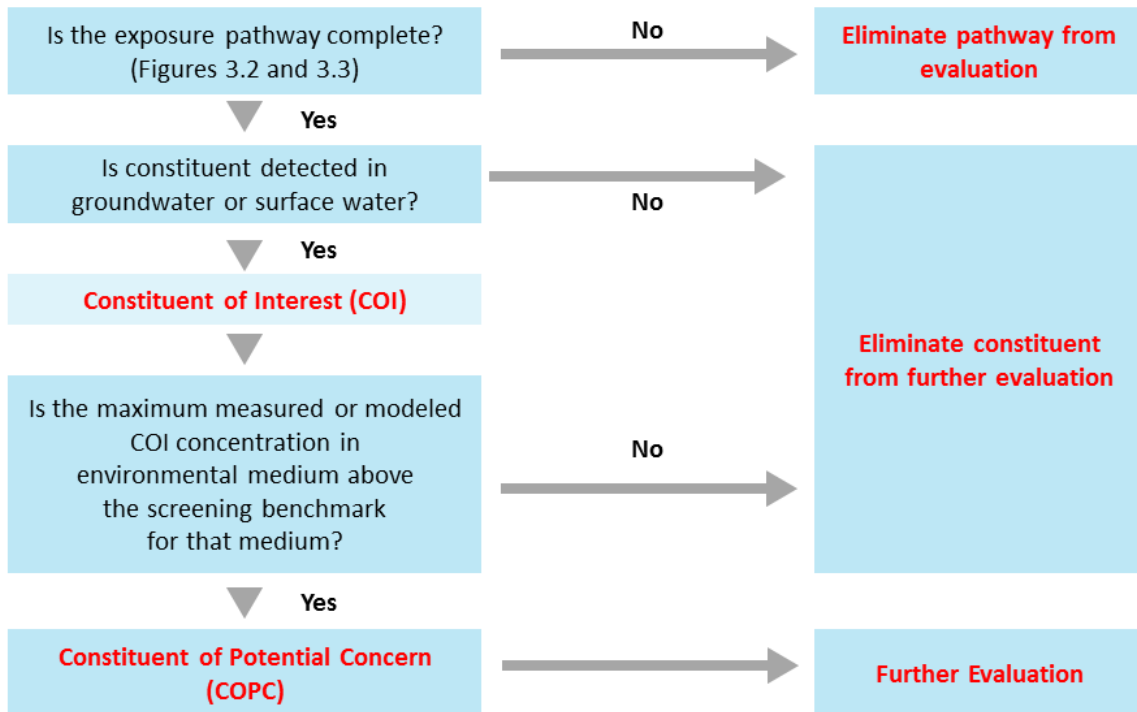 Is the exposure pathway complete?
(Figures 3.2 and 3.3)
No
Eliminate pathway from
evaluation
Yes
Is constituent detected in
groundwater or surface water?
No
Yes
Constituent of Interest (COI)
Eliminate constituent
from further evaluation
Is the maximum measured or modeled
COI concentration in
environmental medium above
the screening benchmark
for that medium?
No
Yes
Constituent of Potential Concern
(COPC)
Further Evaluation